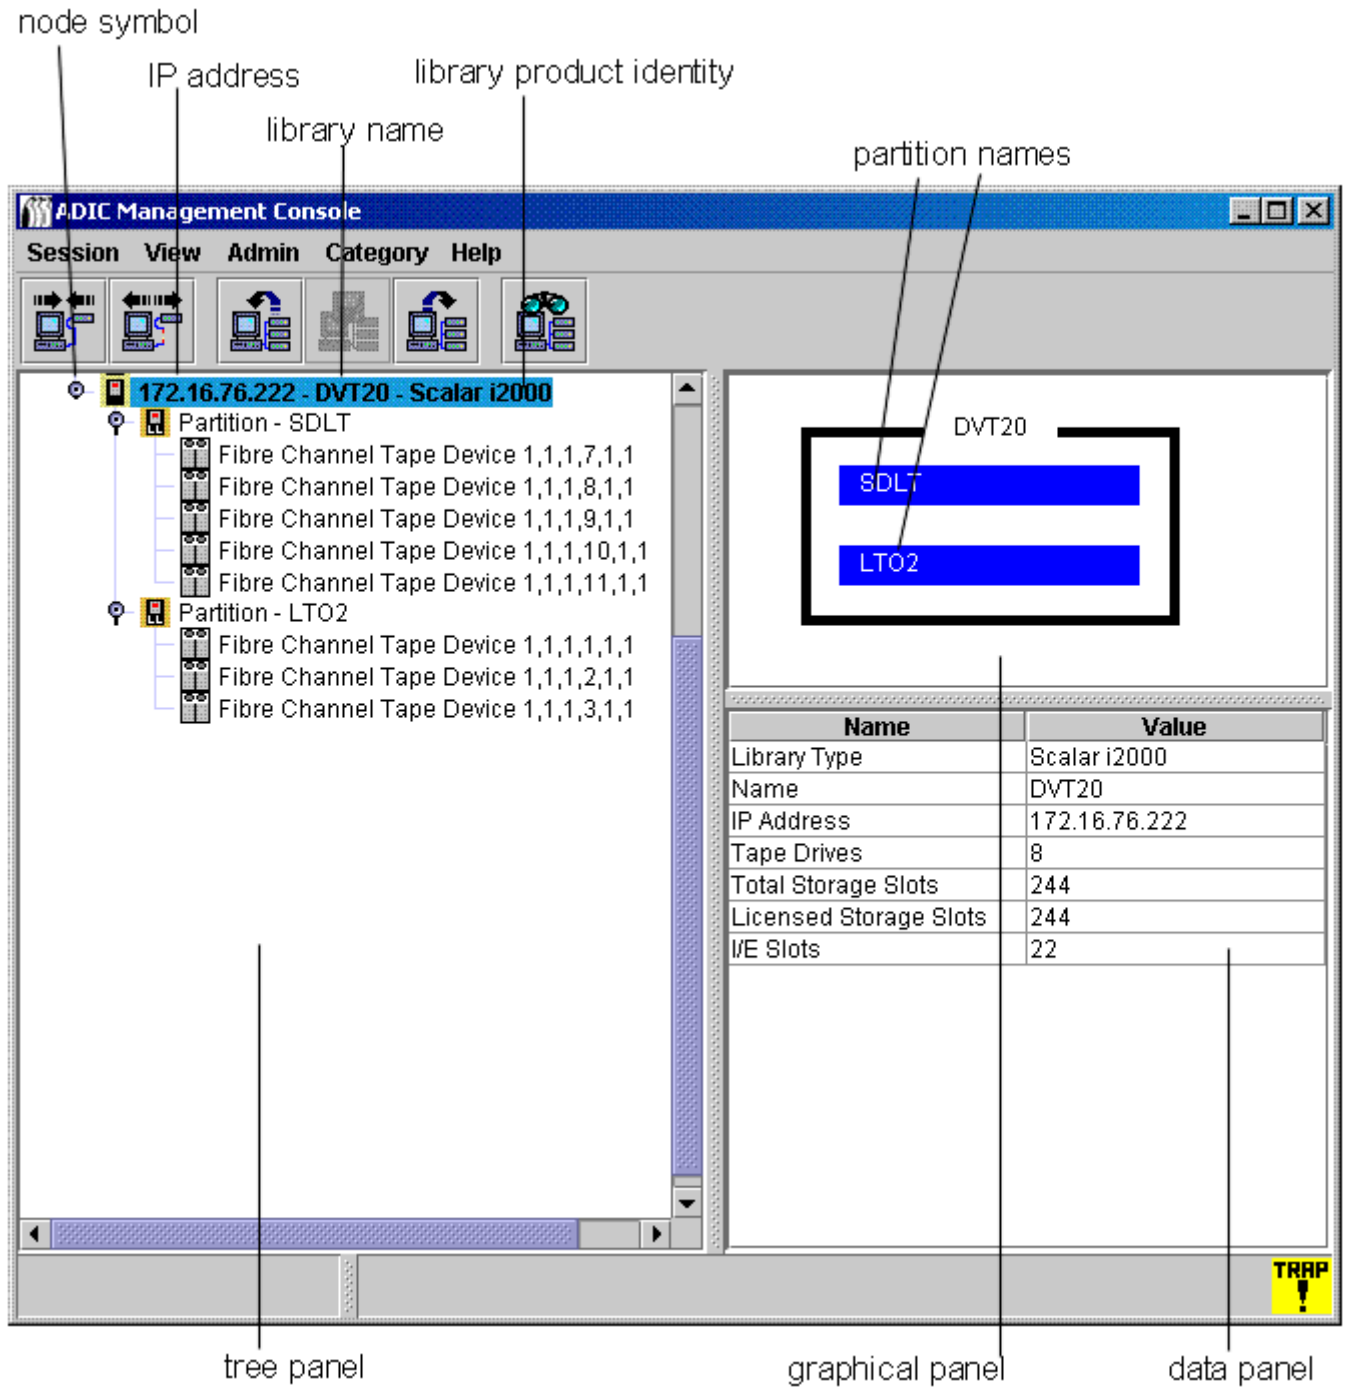 node symbol
IP address
library product identity
library name
partition names
ADIC Management Console
Session View Admin Category Help
172.16.76.222 - DVT20 - Scalar i2000
Partition - SDLT
Fibre Channel Tape Device 1,1,1,7,1,1
Fibre Channel Tape Device 1,1,1,8,1,1
Fibre Channel Tape Device 1,1,1,9,1,1
Fibre Channel Tape Device 1,1,1,10,1,1
Fibre Channel Tape Device 1,1,1,11,1,1
Partition - LTO2
Fibre Channel Tape Device 1,1,1,1,1,1
Fibre Channel Tape Device 1,1,1,2,1,1
Fibre Channel Tape Device 1,1,1,3,1,1
DVT20
SDLT
LTO2
Name Value
Library Type Scalar i2000
Name DVT20
IP Address 172.16.76.222
Tape Drives 8
Total Storage Slots 244
Licensed Storage Slots 244
I/E Slots 22
TRAP
!
tree panel
graphical panel
data panel